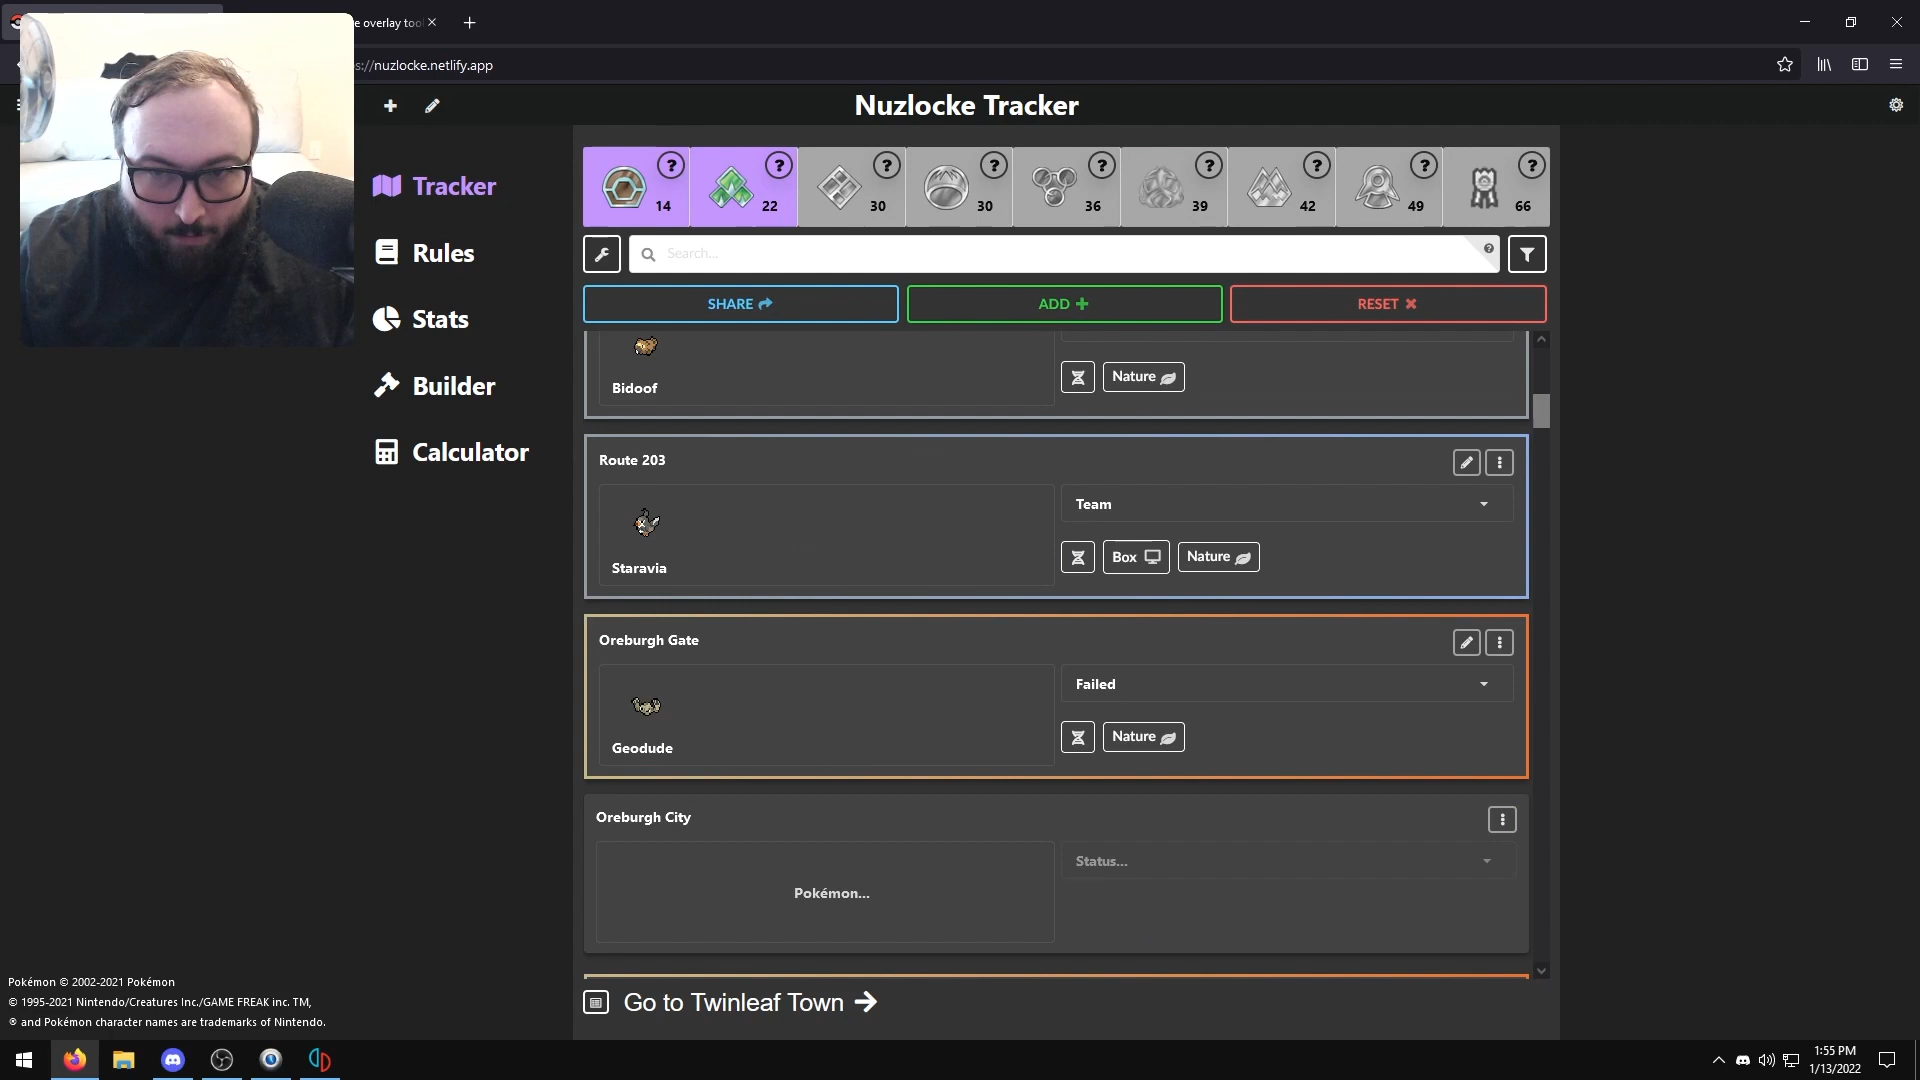 e overlay too
s://nuzlocke.netlify.app
Nuzlocke Tracker
Tracker
Rules
Stats
Builder
Calculator
? 14
? 22
? 30
? 30
? 36
? 39
? 42
? 49
? 66
Search...
SHARE
ADD
RESET
Bidoof
Nature
Route 203
Staravia
Team
Box
Nature
Oreburgh Gate
Geodude
Failed
Nature
Oreburgh City
Pokémon...
Status...
Go to Twinleaf Town
Pokémon © 2002-2021 Pokémon
© 1995-2021 Nintendo/Creatures Inc./GAME FREAK inc. TM,
® and Pokémon character names are trademarks of Nintendo.
1:55 PM
1/13/2022